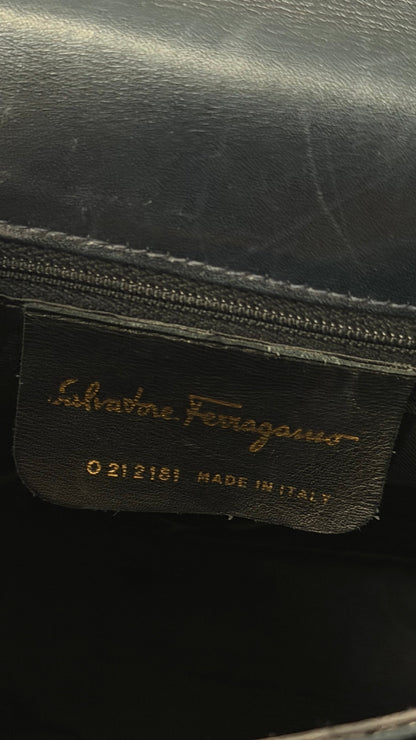 Salvatore Ferragamo
O 21 2181 MADE IN ITALY